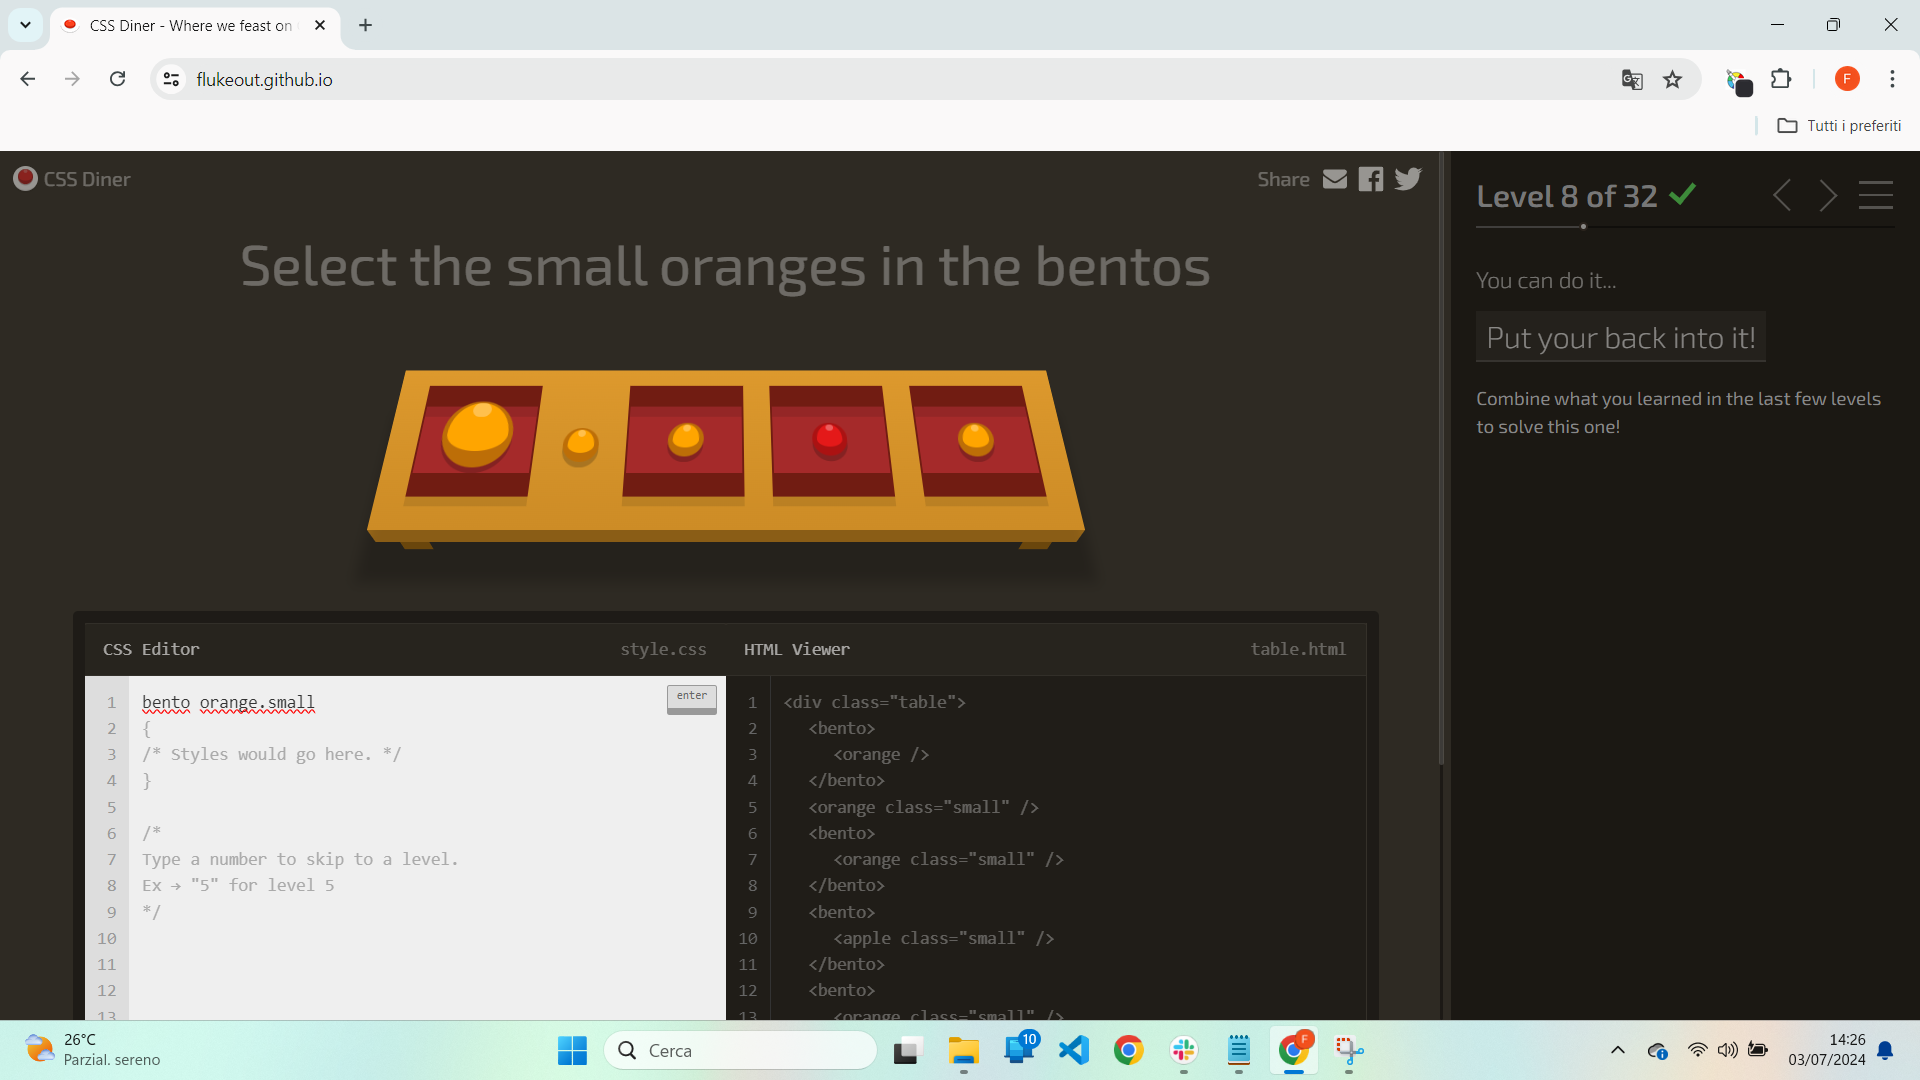 CSS Diner - Where we feast on
flukeout.github.io
F
Tutti i preferiti
CSS Diner
Share
Select the small oranges in the bentos
Level 8 of 32
You can do it...
Put your back into it!
Combine what you learned in the last few levels
to solve this one!
CSS Editor
style.css
1 bento orange.small
enter
2 {
3 /* Styles would go here. */
4 }
5
6 /*
7 Type a number to skip to a level.
8 Ex → "5" for level 5
9 */
10
11
12
13
HTML Viewer
table.html
1 <div class="table">
2 <bento>
3 <orange />
4 </bento>
5 <orange class="small" />
6 <bento>
7 <orange class="small" />
8 </bento>
9 <bento>
10 <apple class="small" />
11 </bento>
12 <bento>
13 <orange class="small" />
26°C
Parzial. sereno
Cerca
10
F
14:26
03/07/2024